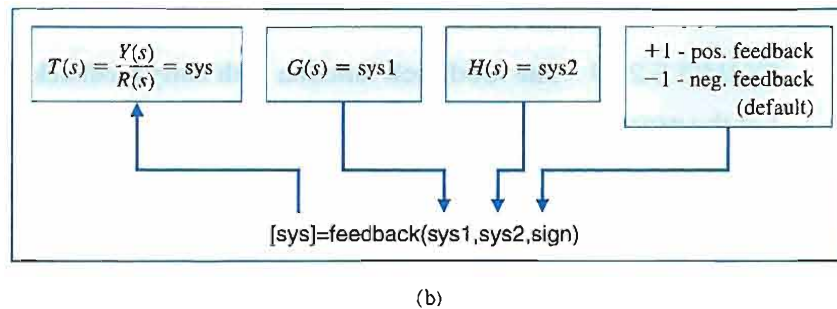 T(s) = Y(s)/R(s) = sys
G(s) = sys1
H(s) = sys2
+1 - pos. feedback
−1 - neg. feedback
(default)
[sys]=feedback(sys1,sys2,sign)
(b)